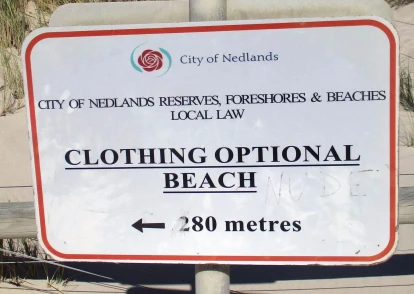 City of Nedlands
CITY OF NEDLANDS RESERVES, FORESHORES & BEACHES
LOCAL LAW
CLOTHING OPTIONAL
BEACH
NUDE
← 280 metres